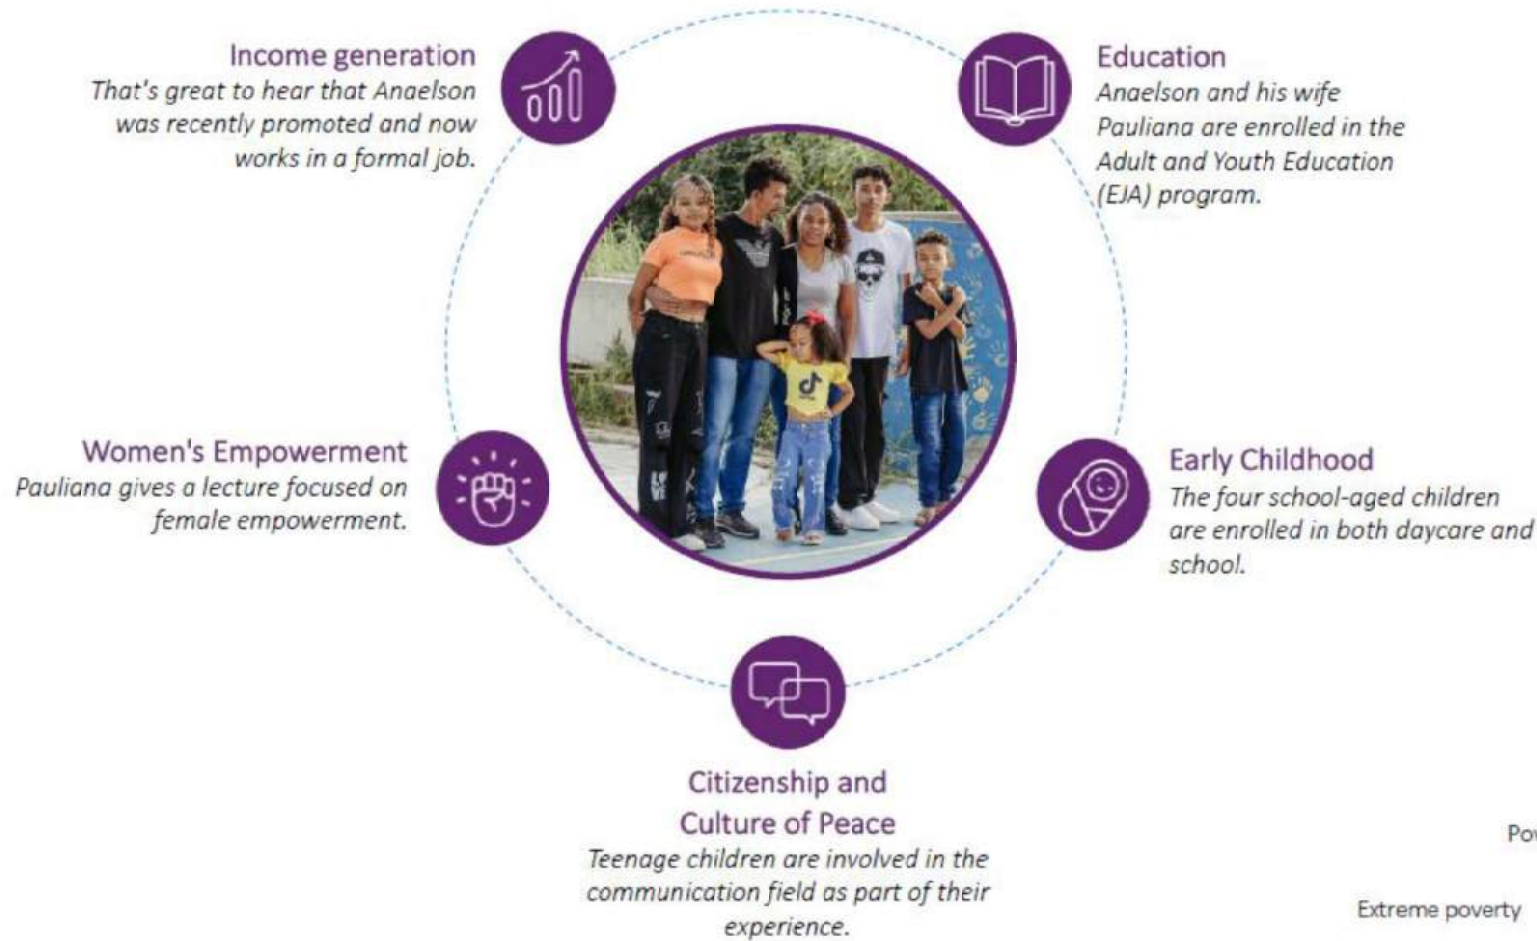 Income generation
That's great to hear that Anaelson
was recently promoted and now
works in a formal job.
Education
Anaelson and his wife
Pauliana are enrolled in the
Adult and Youth Education
(EJA) program.
Women's Empowerment
Pauliana gives a lecture focused on
female empowerment.
Early Childhood
The four school-aged children
are enrolled in both daycare and
school.
Citizenship and
Culture of Peace
Teenage children are involved in the
communication field as part of their
experience.
Extreme poverty